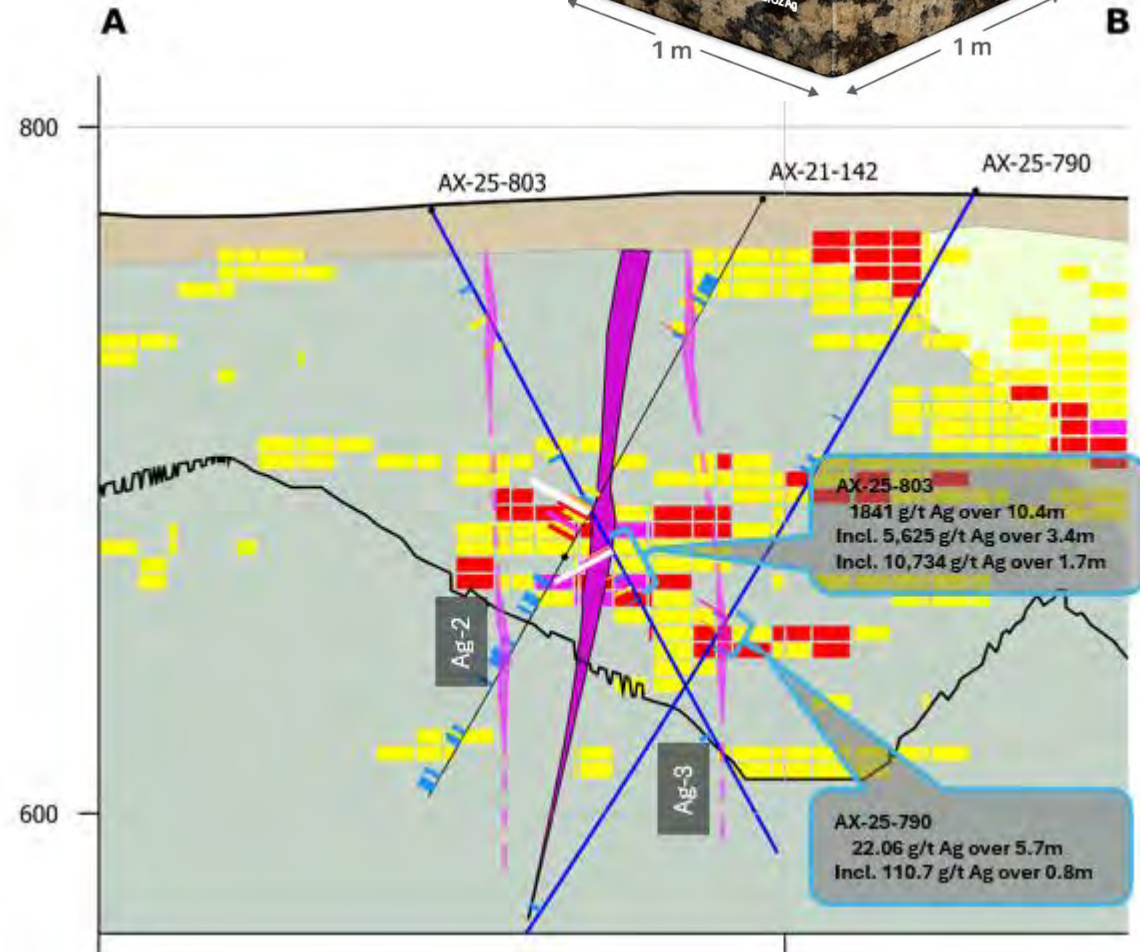 A
B
1 m
1 m
800
AX-25-803
AX-21-142
AX-25-790
AX-25-803
1841 g/t Ag over 10.4m
Incl. 5,625 g/t Ag over 3.4m
Incl. 10,734 g/t Ag over 1.7m
Ag-2
Ag-3
600
AX-25-790
22.06 g/t Ag over 5.7m
Incl. 110.7 g/t Ag over 0.8m